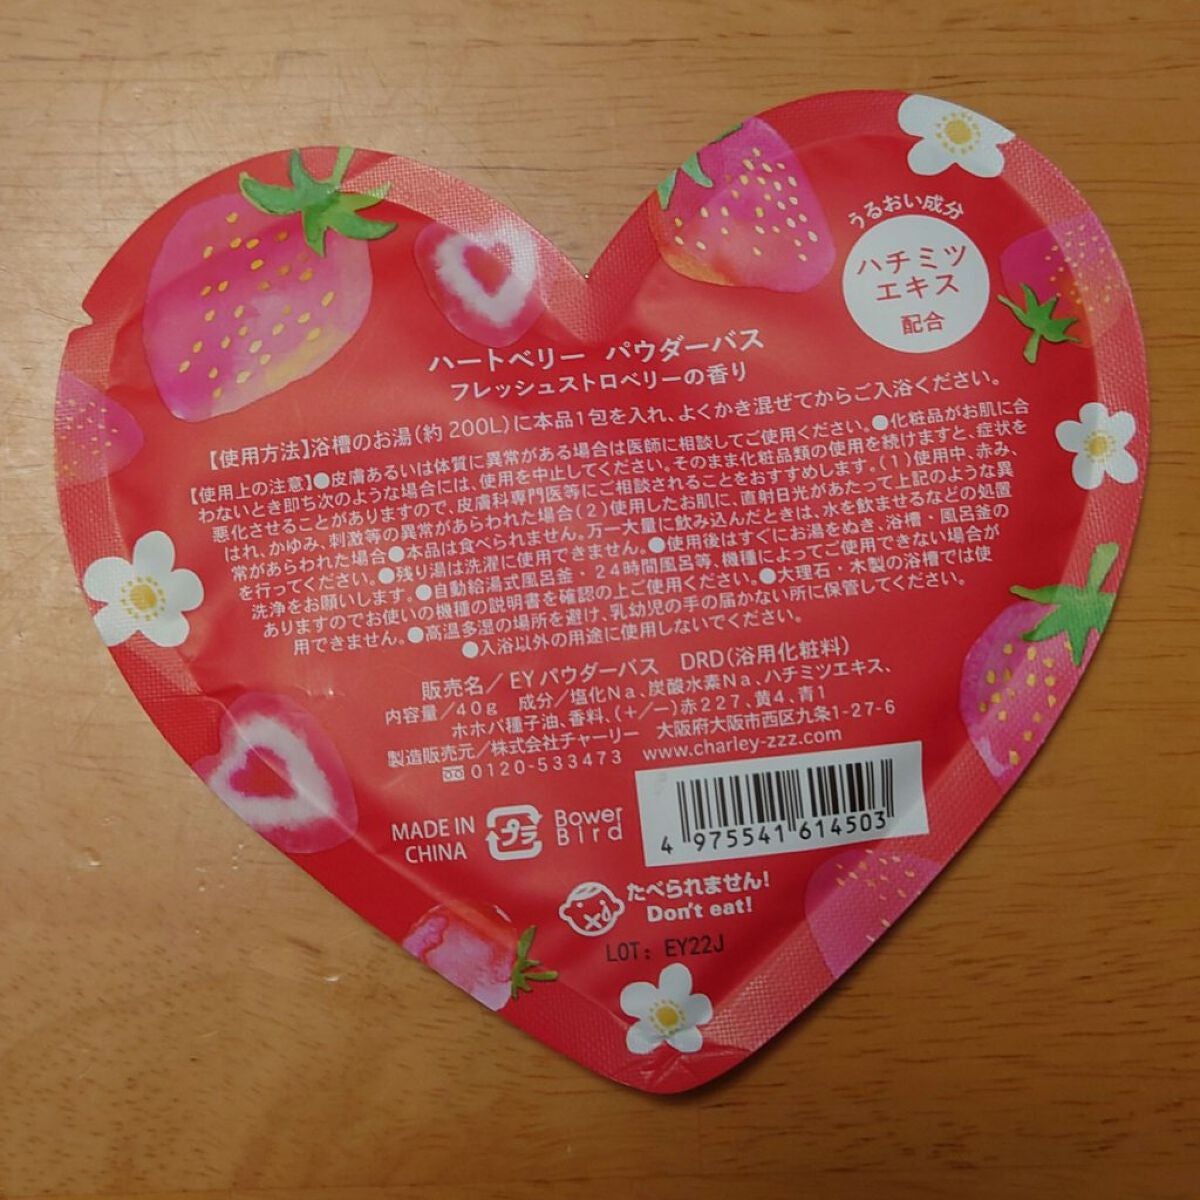 うるおい成分
ハチミツ
エキス
配合
ハートベリー パウダーバス
フレッシュストロベリーの香り
【使用方法】浴槽のお湯(約200L)に本品1包を入れ、よくかき混ぜてからご入浴ください。
【使用上の注意】●皮膚あるいは体質に異常がある場合は医師に相談してご使用ください。●化粧品がお肌に合
わないとき即ち次のような場合には、使用を中止してください。そのまま化粧品類の使用を続けますと、症状を
悪化させることがありますので、皮膚科専門医等にご相談されることをおすすめします。(1)使用中、赤み、
はれ、かゆみ、刺激等の異常があらわれた場合(2)使用したお肌に、直射日光があたって上記のような異
常があらわれた場合●本品は食べられません。万一大量に飲み込んだときは、水を飲ませるなどの処置
を行ってください。●残り湯は洗濯に使用できません。●使用後はすぐにお湯をぬき、浴槽・風呂釜の
洗浄をお願いします。●自動給湯式風呂釜・24時間風呂等、機種によってご使用できない場合が
ありますのでお使いの機種の説明書を確認の上ご使用ください。●大理石・木製の浴槽では使
用できません。●高温多湿の場所を避け、乳幼児の手の届かない所に保管してください。
●入浴以外の用途に使用しないでください。
販売名/EYパウダーバス DRD(浴用化粧料)
内容量/40g 成分/塩化Na、炭酸水素Na、ハチミツエキス、
ホホバ種子油、香料、(+/-)赤227、黄4、青1
製造販売元/株式会社チャーリー 大阪府大阪市西区九条1-27-6
0120-533473 www.charley-zzz.com
MADE IN
CHINA
プラ
Bower
Bird
4 975541 614503
たべられません!
Don't eat!
LOT: EY22J